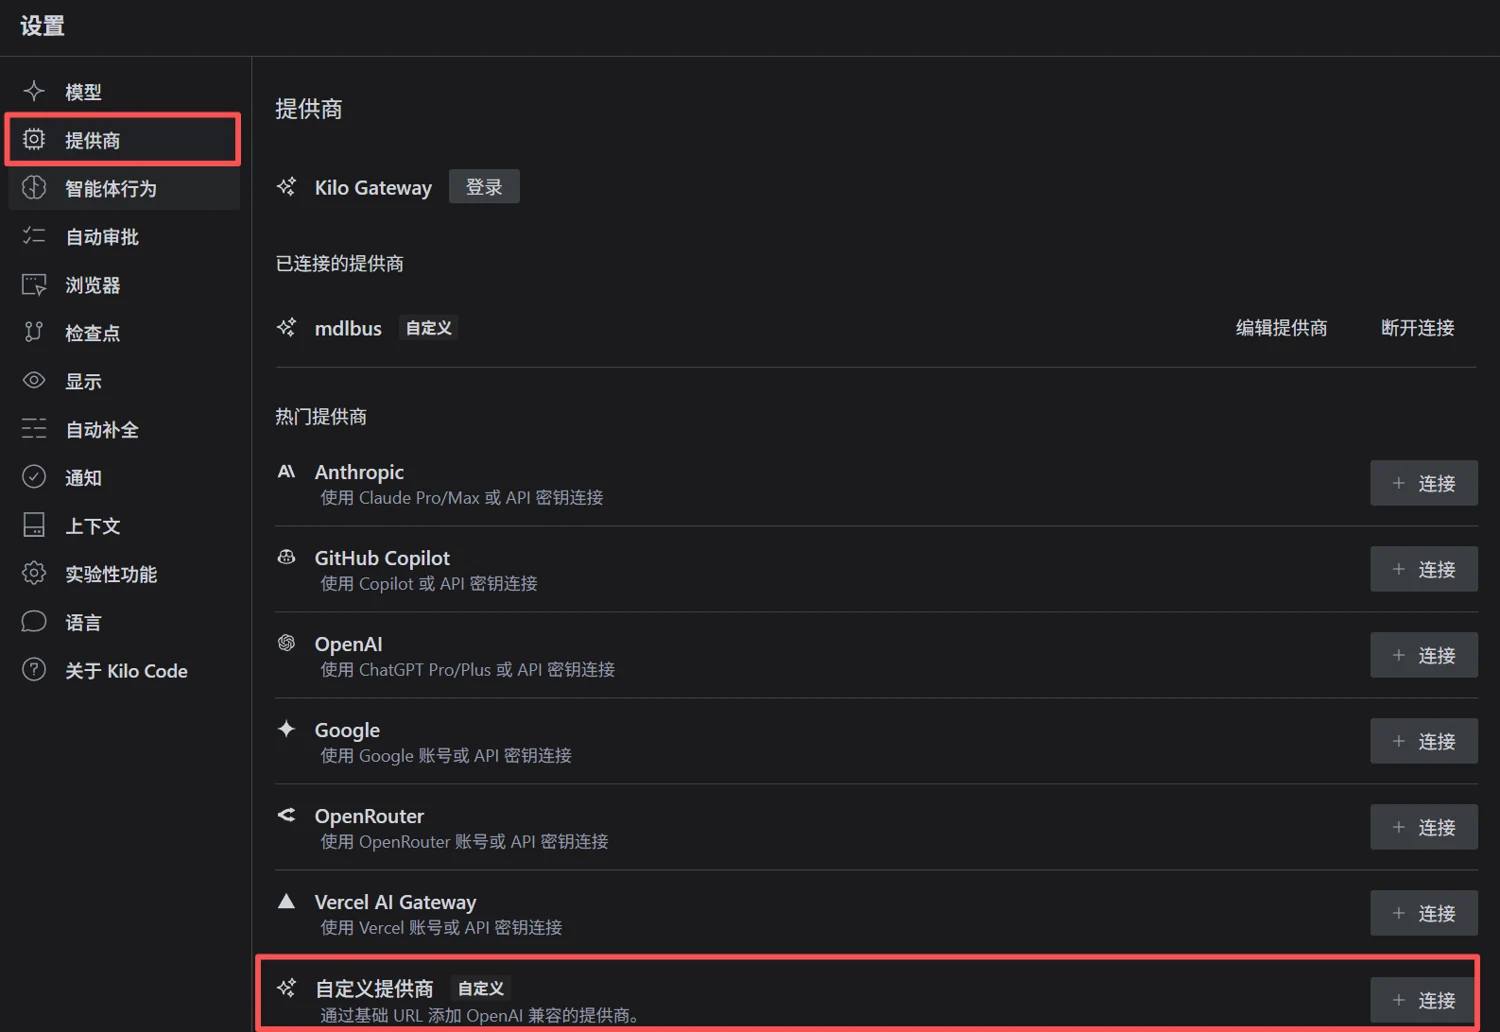 设置
模型
提供商
智能体行为
自动审批
浏览器
检查点
显示
自动补全
通知
上下文
实验性功能
语言
关于 Kilo Code
提供商
Kilo Gateway 登录
已连接的提供商
mdlbus 自定义 编辑提供商 断开连接
热门提供商
Anthropic
使用 Claude Pro/Max 或 API 密钥连接
+ 连接
GitHub Copilot
使用 Copilot 或 API 密钥连接
+ 连接
OpenAI
使用 ChatGPT Pro/Plus 或 API 密钥连接
+ 连接
Google
使用 Google 账号或 API 密钥连接
+ 连接
OpenRouter
使用 OpenRouter 账号或 API 密钥连接
+ 连接
Vercel AI Gateway
使用 Vercel 账号或 API 密钥连接
+ 连接
自定义提供商 自定义
通过基础 URL 添加 OpenAI 兼容的提供商。
+ 连接